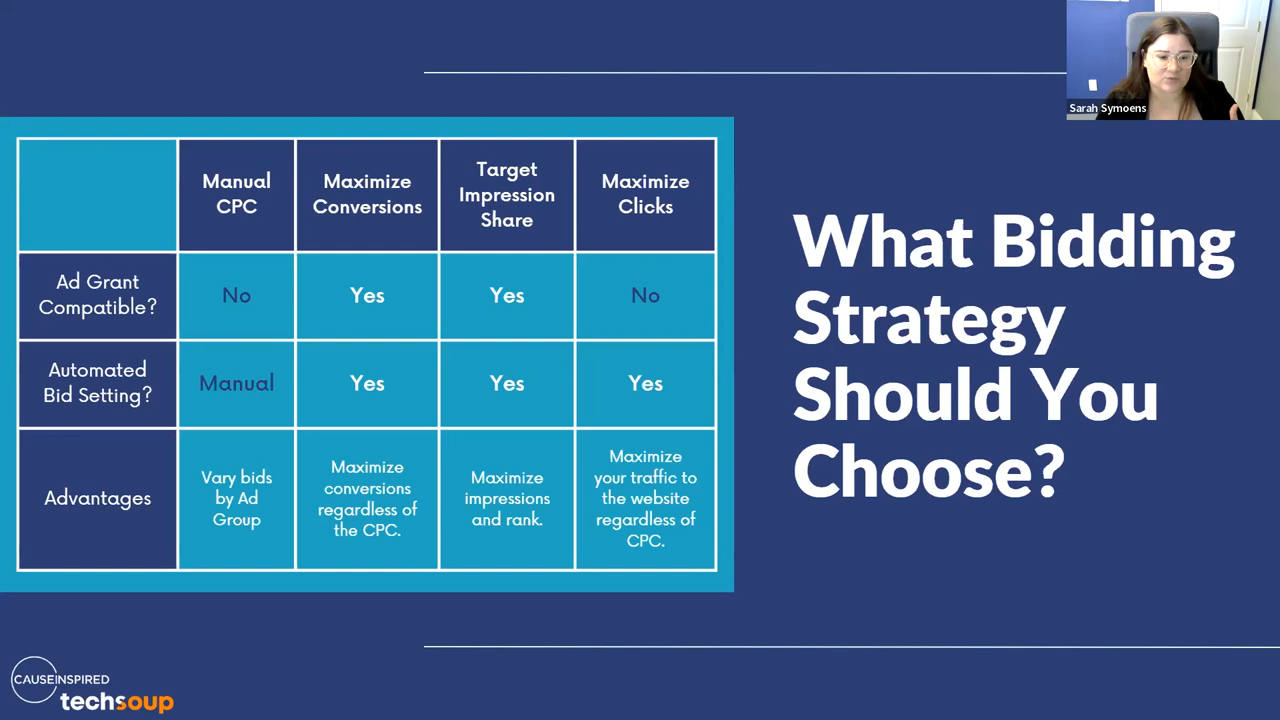 Sarah Symoens
Manual
CPC
Maximize
Conversions
Target
Impression
Share
Maximize
Clicks
Ad Grant
Compatible?
No
Yes
Yes
No
Automated
Bid Setting?
Manual
Yes
Yes
Yes
Advantages
Vary bids
by Ad
Group
Maximize
conversions
regardless of
the CPC.
Maximize
impressions
and rank.
Maximize
your traffic to
the website
regardless of
CPC.
What Bidding
Strategy
Should You
Choose?
CAUSEINSPIRED
techsoup